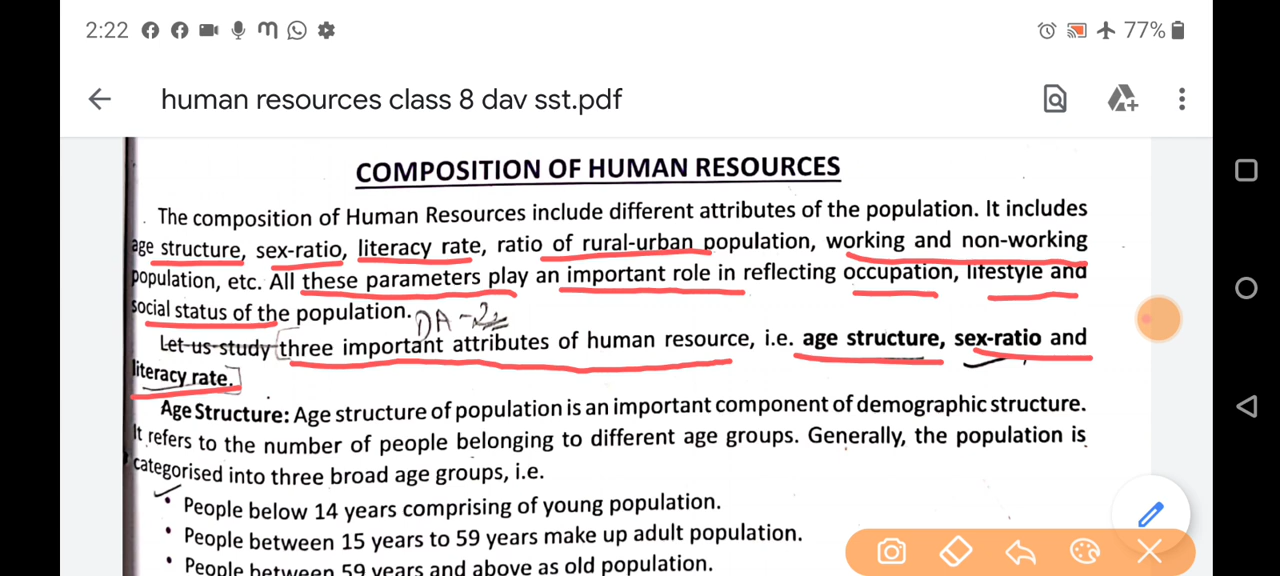 2:22
77%
human resources class 8 dav sst.pdf
COMPOSITION OF HUMAN RESOURCES
The composition of Human Resources include different attributes of the population. It includes
age structure, sex-ratio, literacy rate, ratio of rural-urban population, working and non-working
population, etc. All these parameters play an important role in reflecting occupation, lifestyle and
social status of the population.
DA-2
Let us study three important attributes of human resource, i.e. age structure, sex-ratio and
literacy rate.
Age Structure: Age structure of population is an important component of demographic structure.
It refers to the number of people belonging to different age groups. Generally, the population is
categorised into three broad age groups, i.e.
• People below 14 years comprising of young population.
• People between 15 years to 59 years make up adult population.
• People between 59 years and above as old population.